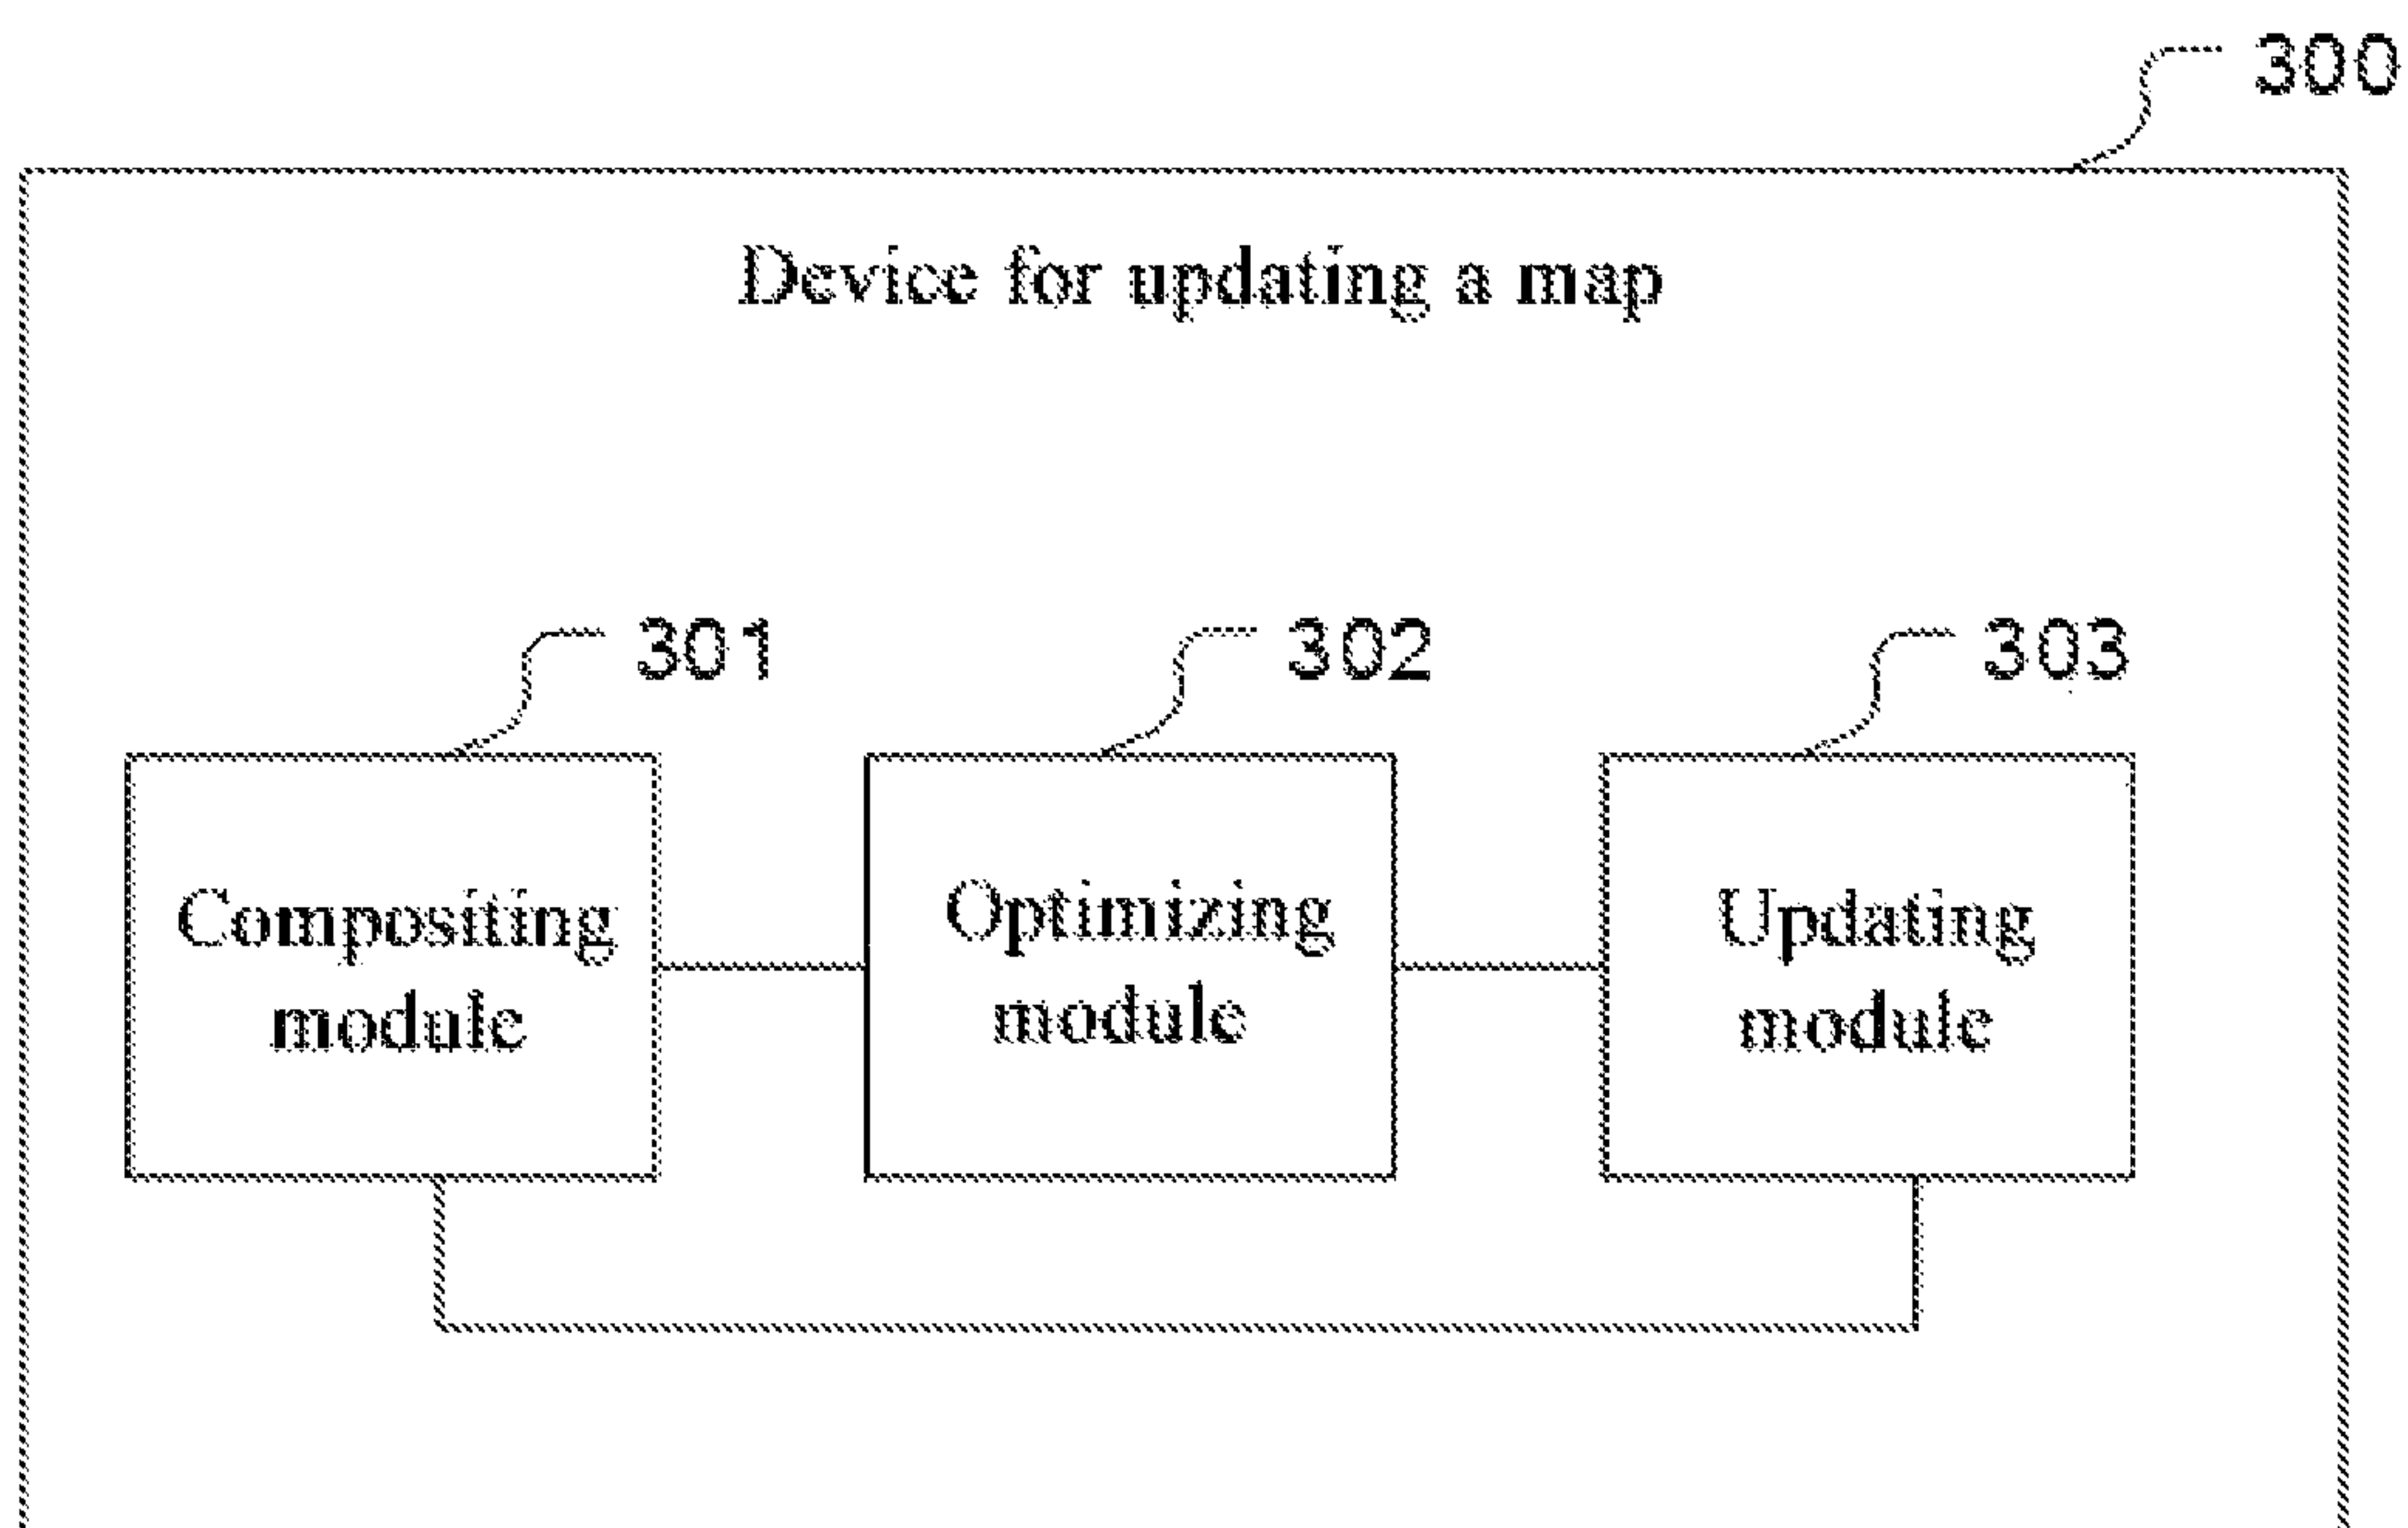 300
Device for updating a map
301
302
303
Compositing
module
Optimizing
module
Updating
module